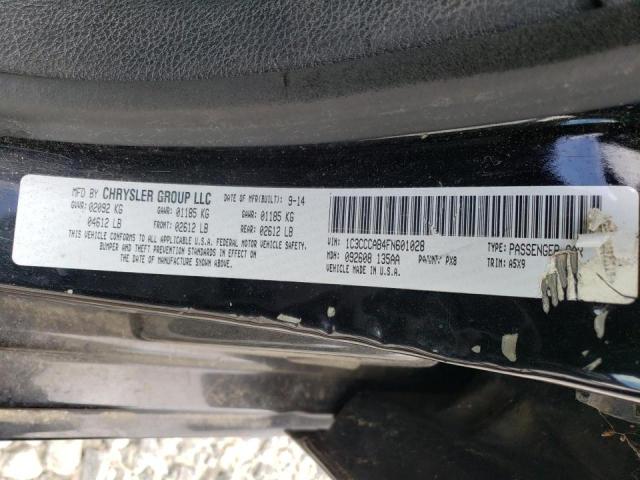 MFD BY CHRYSLER GROUP LLC DATE OF MFR(BUILT): 9-14
GVWR: 02092 KG GAWR: 01185 KG GAWR: 01185 KG
04612 LB FRONT: 02612 LB REAR: 02612 LB
THIS VEHICLE CONFORMS TO ALL APPLICABLE U.S.A. FEDERAL MOTOR VEHICLE SAFETY,
BUMPER AND THEFT PREVENTION STANDARDS IN EFFECT ON
THE DATE OF MANUFACTURE SHOWN ABOVE.
VIN: 1C3CCCAB4FN601028 TYPE: PASSENGER
MDH: 092608 135AA PAINT: PX8 TRIM: A5X9
VEHICLE MADE IN U.S.A.